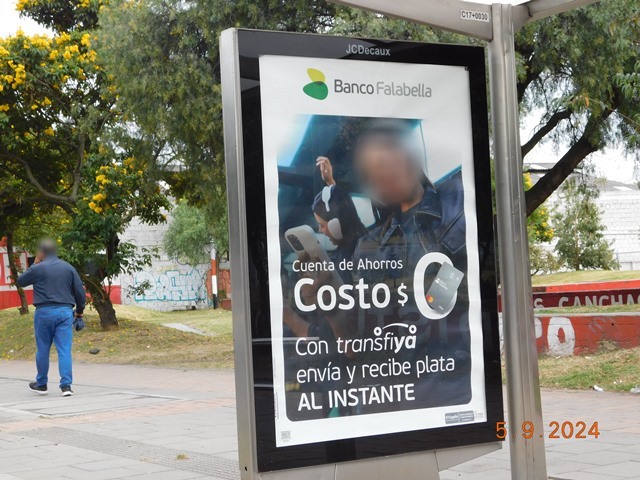 C17+0030
JCDecaux
Banco Falabella
Cuenta de Ahorros
Costo $0
Con transfiya
envía y recibe plata
AL INSTANTE
S CANCHA
5 9.2024